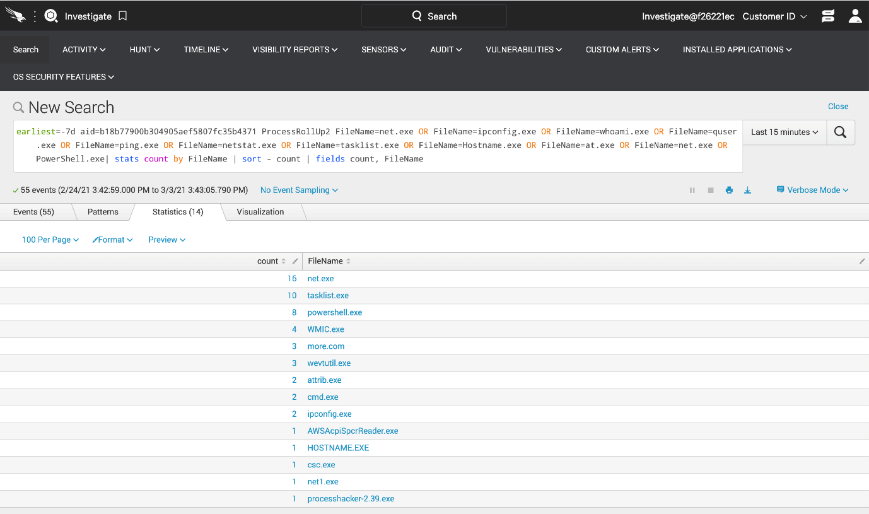 Investigate
Search
Investigate@f26221ec Customer ID
Search ACTIVITY HUNT TIMELINE VISIBILITY REPORTS SENSORS AUDIT VULNERABILITIES CUSTOM ALERTS INSTALLED APPLICATIONS
OS SECURITY FEATURES
New Search
Close
earliest=-7d aid=b18b77900b304905aef5807fc35b4371 ProcessRollUp2 FileName=net.exe OR FileName=ipconfig.exe OR FileName=whoami.exe OR FileName=quser
.exe OR FileName=ping.exe OR FileName=netstat.exe OR FileName=tasklist.exe OR FileName=Hostname.exe OR FileName=at.exe OR FileName=net.exe OR
PowerShell.exe| stats count by FileName | sort - count | fields count, FileName
Last 15 minutes
55 events (2/24/21 3:42:59.000 PM to 3/3/21 3:43:05.790 PM) No Event Sampling Verbose Mode
Events (55) Patterns Statistics (14) Visualization
100 Per Page Format Preview
count FileName
16 net.exe
10 tasklist.exe
8 powershell.exe
4 WMIC.exe
3 more.com
3 wevtutil.exe
2 attrib.exe
2 cmd.exe
2 ipconfig.exe
1 AWSAcpiSpcrReader.exe
1 HOSTNAME.EXE
1 csc.exe
1 net1.exe
1 processhacker-2.39.exe